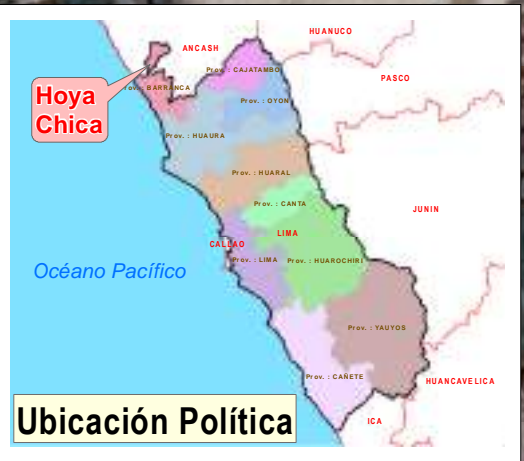 HUANUCO
ANCASH
Prov. : CAJATAMBO
PASCO
Prov. : BARRANCA
Hoya
Chica
Prov. : OYON
Prov. : HUAURA
Prov. : HUARAL
Prov. : CANTA
JUNIN
LIMA
CALLAO
Prov. : LIMA
Prov. : HUAROCHIRI
Océano Pacífico
Prov. : YAUYOS
Prov. : CAÑETE
HUANCAVELICA
Ubicación Política
ICA